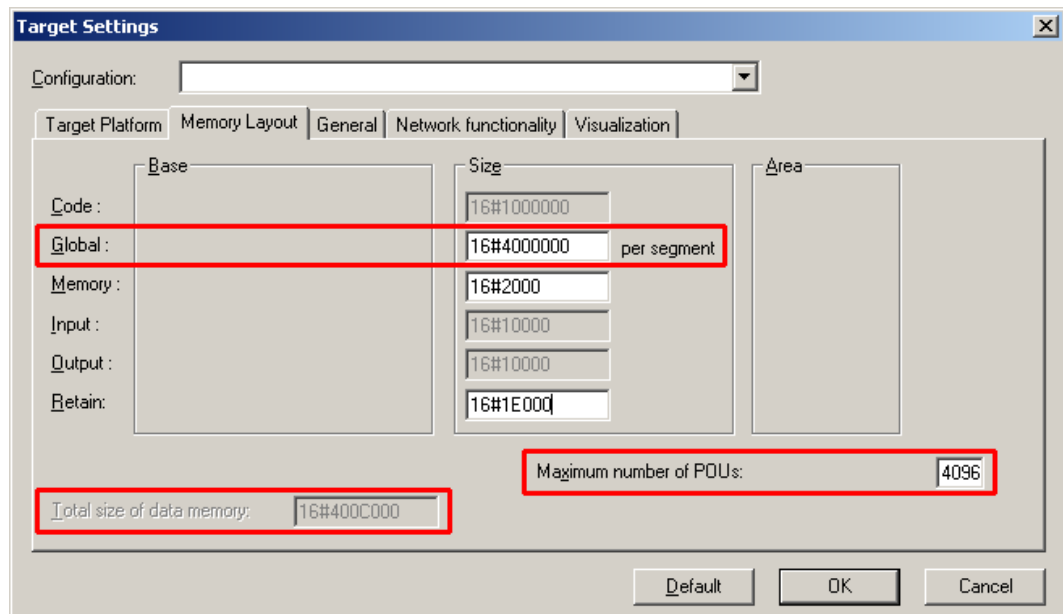 Target Settings
Configuration:
Target Platform Memory Layout General Network functionality Visualization
Base Size Area
Code : 16#1000000
Global : 16#4000000 per segment
Memory : 16#2000
Input : 16#10000
Output : 16#10000
Retain: 16#1E000
Maximum number of POUs: 4096
Total size of data memory: 16#400C000
Default OK Cancel